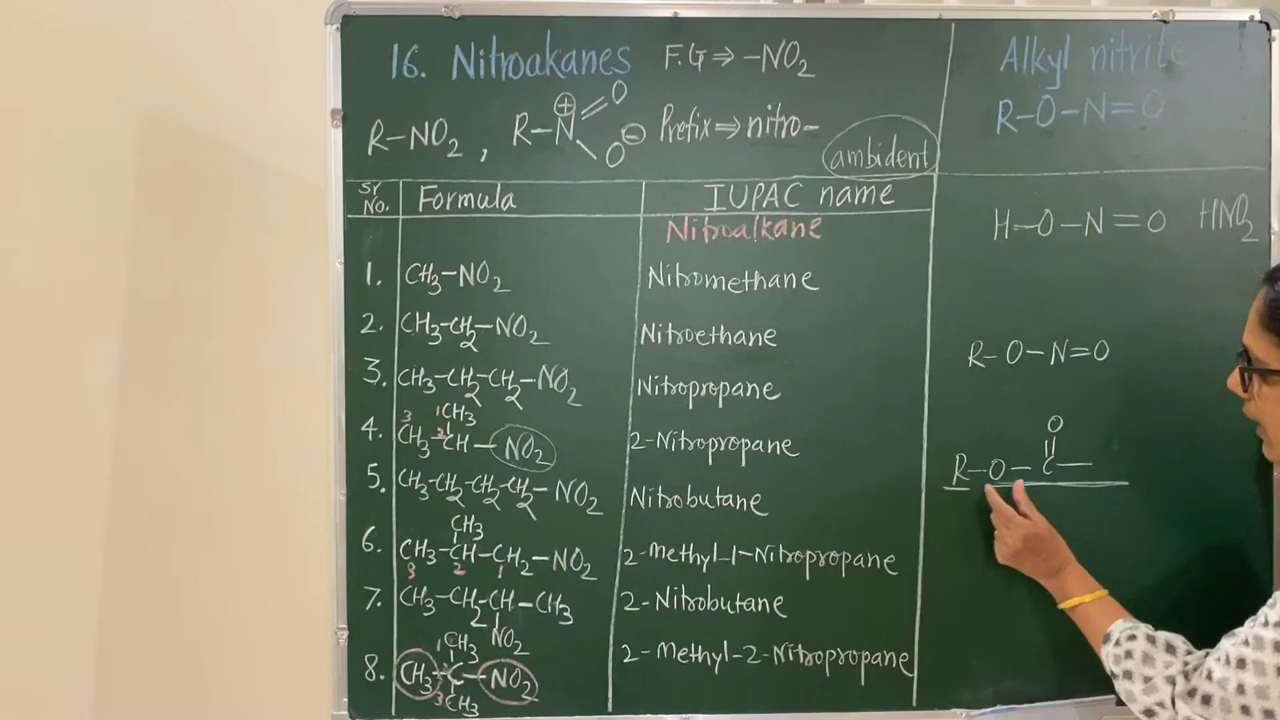 16. Nitroakanes F.G ⇒ –NO₂
R–NO₂ , R–N⊕ =O –O⊖ Prefix ⇒ nitro–
ambident
Sr No. Formula IUPAC name
Nitroalkane
1. CH₃–NO₂ Nitromethane
2. CH₃–CH₂–NO₂ Nitroethane
3. CH₃–CH₂–CH₂–NO₂ Nitropropane
1 CH₃
3 2
4. CH₃–CH–NO₂ 2-Nitropropane
5. CH₃–CH₂–CH₂–CH₂–NO₂ Nitrobutane
CH₃
6. CH₃–CH–CH₂–NO₂ 2-Methyl-1-Nitropropane
3 2 1
7. CH₃–CH₂–CH–CH₃ 2-Nitrobutane
NO₂
1 CH₃
8. CH₃–C–NO₂ 2-Methyl-2-Nitropropane
3 CH₃
Alkyl nitrite
R–O–N=O
H–O–N=O HNO₂
R–O–N=O
O
R–O–C–